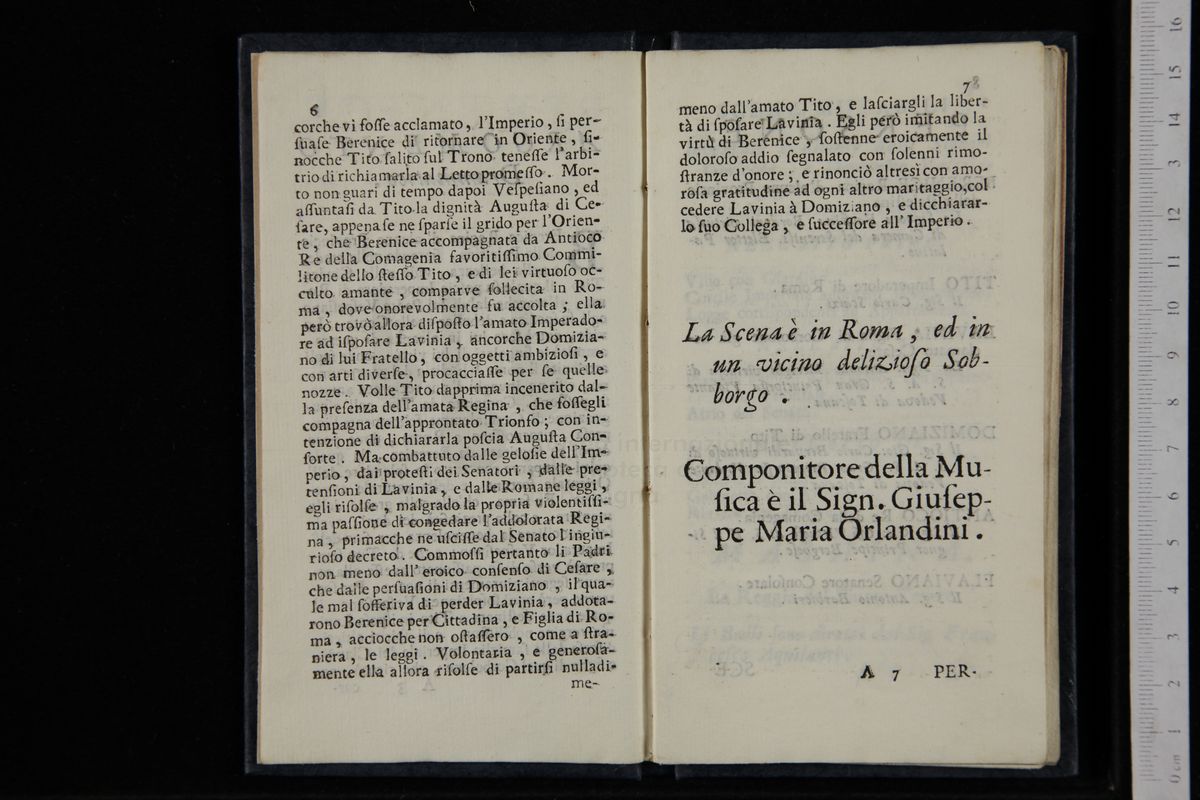 6
corche vi foſſe acclamato, l'Imperio, ſi per-
ſuaſe Berenice di ritornare in Oriente, ſi-
nocche Tito ſalito ſul Trono teneſſe l'arbi-
trio di richiamarla al Letto promeſſo. Mor-
to non guari di tempo dapoi Veſpeſiano, ed
aſſuntaſi da Tito la dignità Auguſta di Ce-
ſare, appena ſe ne ſparſe il grido per l'Orien-
te, che Berenice accompagnata da Antioco
Re della Comagenia favoritiſſimo Commi-
litone dello ſteſſo Tito, e di lei virtuoſo oc-
culto amante, comparve ſollecita in Ro-
ma, dove onorevolmente fu accolta; ella
però trovò allora diſpoſto l'amato Imperado-
re ad iſpoſare Lavinia, ancorche Domizia-
no di lui Fratello, con oggetti ambizioſi, e
con arti diverſe, procacciaſſe per ſe quelle
nozze. Volle Tito dapprima incenerito dal-
la preſenza dell'amata Regina, che foſſegli
compagna dell'approntato Trionfo; con in-
tenzione di dichiararla poſcia Auguſta Con-
ſorte. Ma combattuto dalle geloſie dell'Im-
perio, dai proteſti dei Senatori, dalle pre-
tenſioni di Lavinia, e dalle Romane leggi,
egli riſolſe, malgrado la propria violentiſſi-
ma paſſione di congedare l'addolorata Regi-
na, primacche ne uſciſſe dal Senato l'ingiu-
rioſo decreto. Commoſſi pertanto li Padri
non meno dall'eroico conſenſo di Ceſare,
che dalle perſuaſioni di Domiziano, il qua-
le mal ſofferiva di perder Lavinia, addota-
rono Berenice per Cittadina, e Figlia di Ro-
ma, acciocche non oſtaſſero, come a ſtra-
niera, le leggi. Volontaria, e generoſa-
mente ella allora riſolſe di partirſi nulladi-
me-
7
meno dall'amato Tito, e laſciargli la liber-
tà di ſpoſare Lavinia. Egli però imitando la
virtù di Berenice, ſoſtenne eroicamente il
doloroſo addio ſegnalato con ſolenni rimo-
ſtranze d'onore; e rinonciò altresì con amo-
roſa gratitudine ad ogni altro maritaggio, col
cedere Lavinia à Domiziano, e dicchiarar-
lo ſuo Collega, e ſucceſſore all'Imperio.
La Scena è in Roma, ed in
un vicino delizioſo Sob-
borgo.
Componitore della Mu-
ſica è il Sign. Giuſep-
pe Maria Orlandini.
A 7 PER-